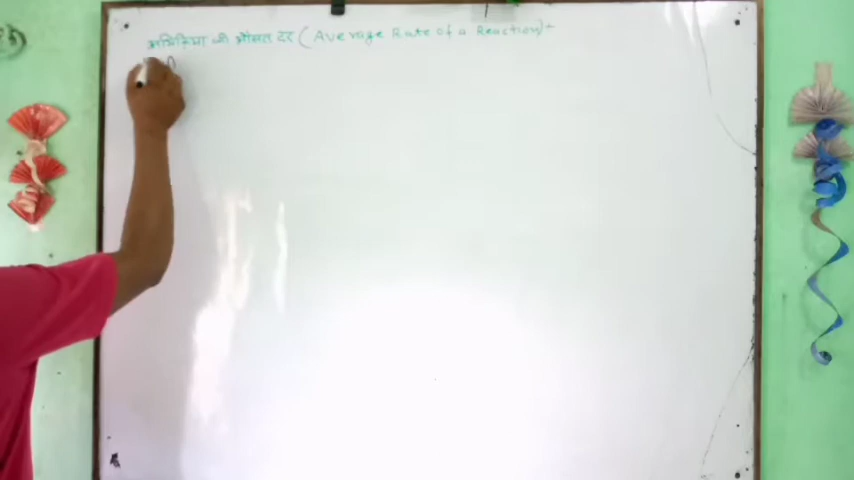 अभिक्रिया की औसत दर (Average Rate of a Reaction)-